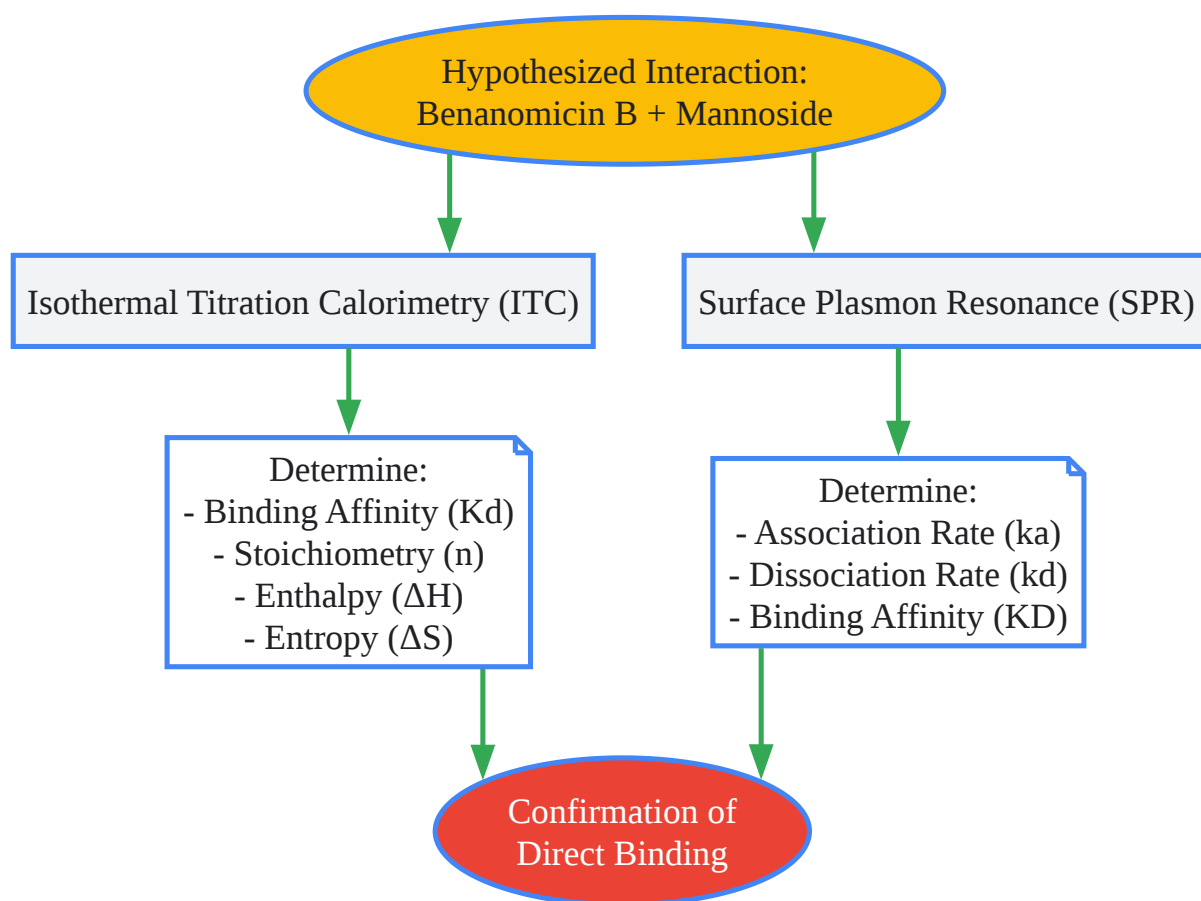 Hypothesized Interaction:
Benanomicin B + Mannoside
Isothermal Titration Calorimetry (ITC)
Surface Plasmon Resonance (SPR)
Determine:
- Binding Affinity (Kd)
- Stoichiometry (n)
- Enthalpy (ΔH)
- Entropy (ΔS)
Determine:
- Association Rate (ka)
- Dissociation Rate (kd)
- Binding Affinity (KD)
Confirmation of
Direct Binding